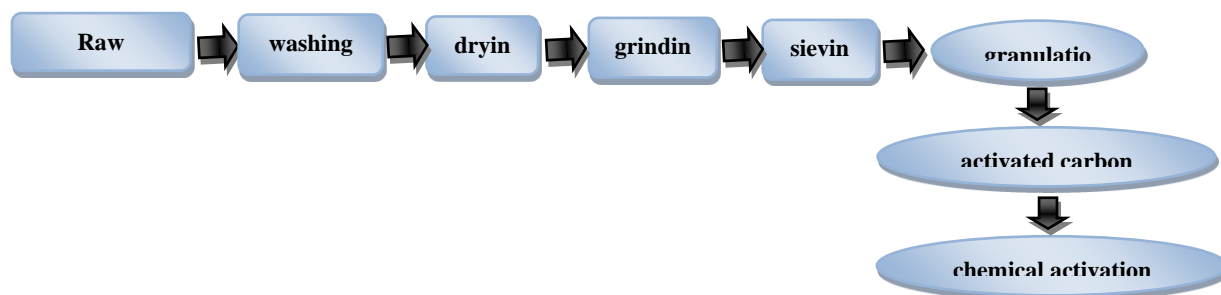 Raw
washing
dryin
grindin
sievin
granulatio
activated carbon
chemical activation